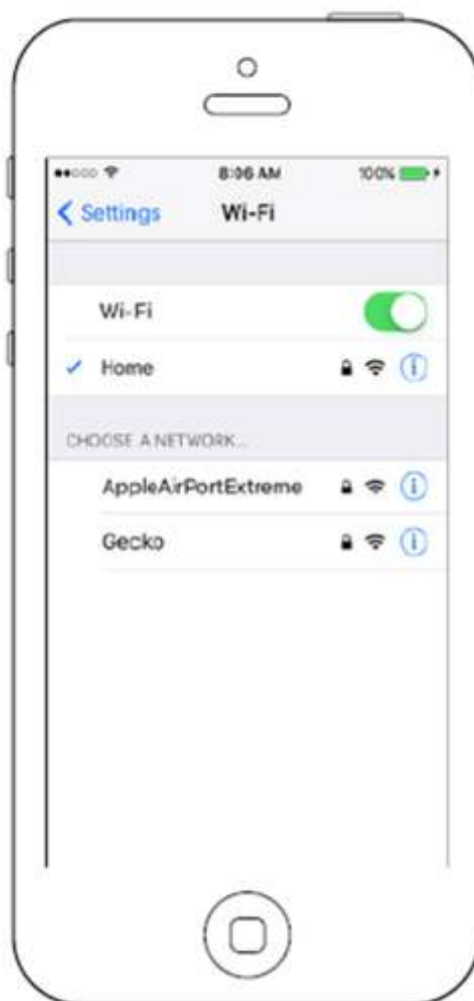 8:06 AM 100%
Settings Wi-Fi
Wi-Fi
Home
CHOOSE A NETWORK...
AppleAirPortExtreme
Gecko